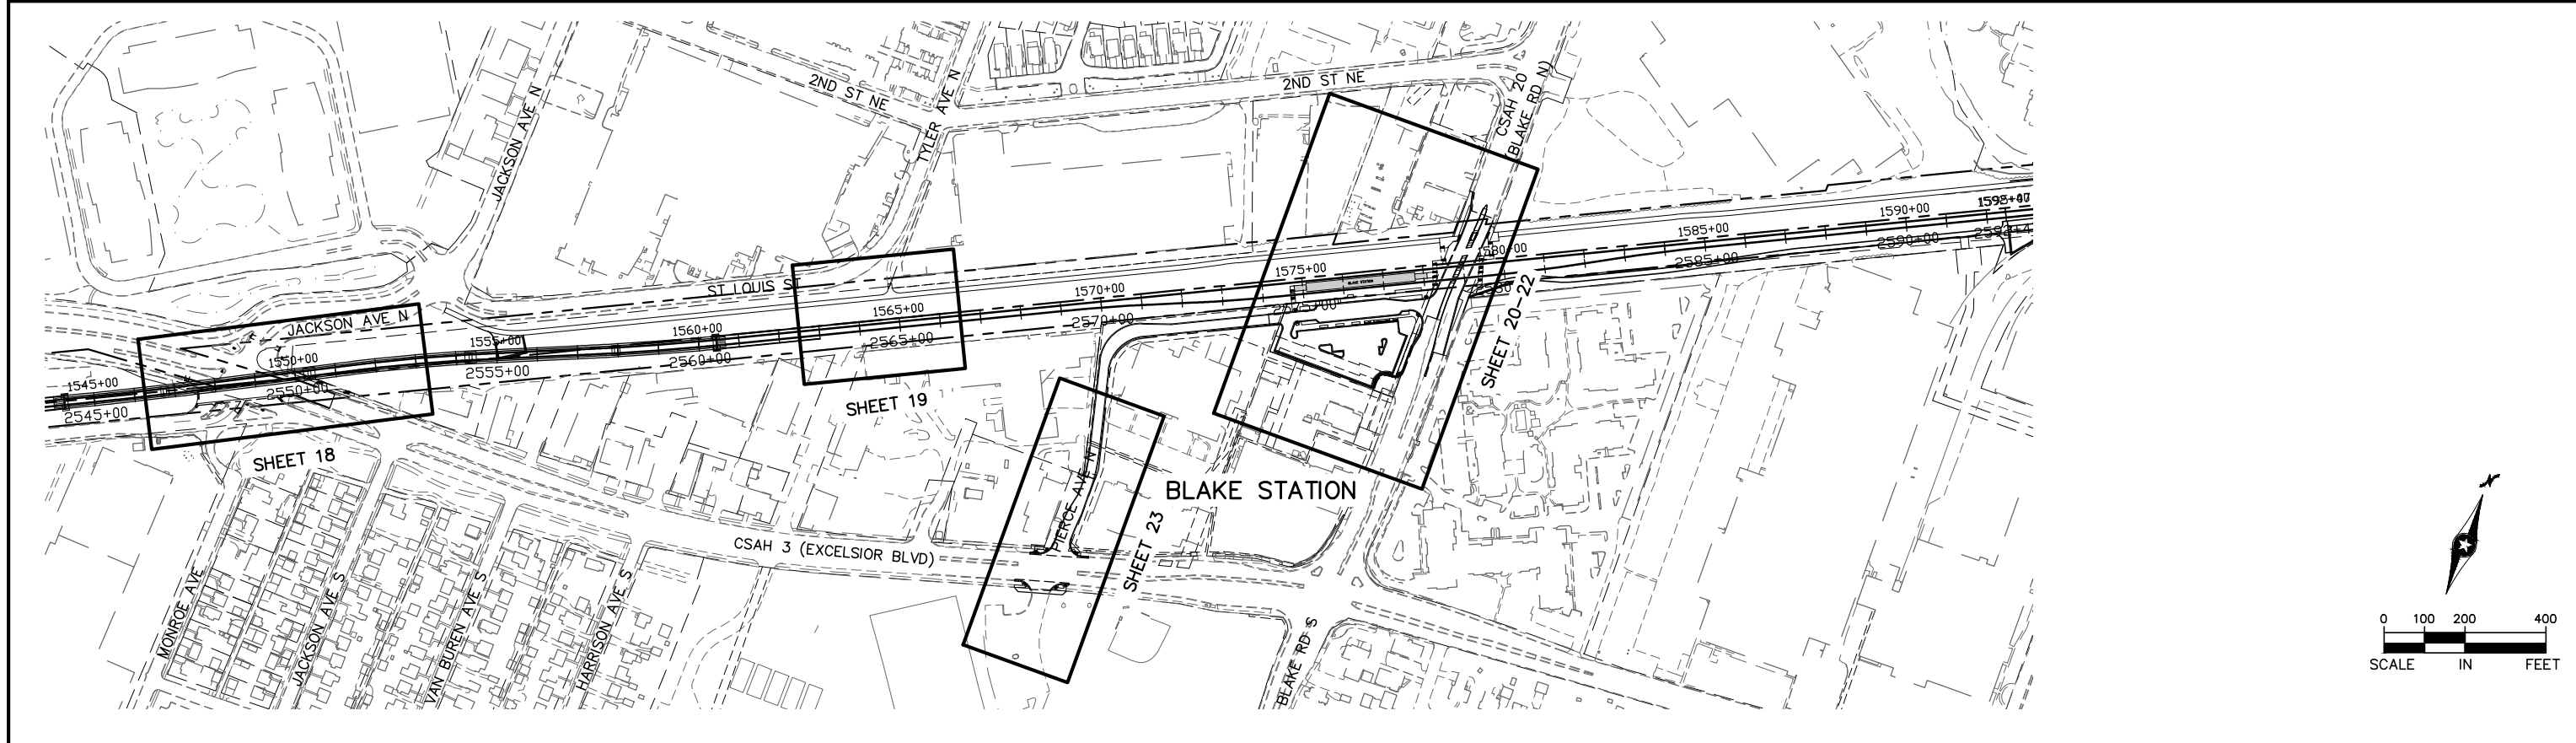 2ND ST NE
TYLER AVE N
2ND ST NE
CSAH 20
(BLAKE RD N)
JACKSON AVE N
ST LOUIS ST
JACKSON AVE N
1545+00
1550+00
1555+00
1560+00
1565+00
1570+00
1575+00
1580+00
1585+00
1590+00
2545+00
2550+00
2555+00
2560+00
2565+00
2570+00
2575+00
2585+00
2590+00
BLAKE STATION
SHEET 18
SHEET 19
SHEET 20-22
SHEET 23
BLAKE STATION
PIERCE AVE N
CSAH 3 (EXCELSIOR BLVD)
MONROE AVE
JACKSON AVE S
VAN BUREN AVE S
HARRISON AVE S
BLAKE RD S
N
0 100 200 400
SCALE IN FEET